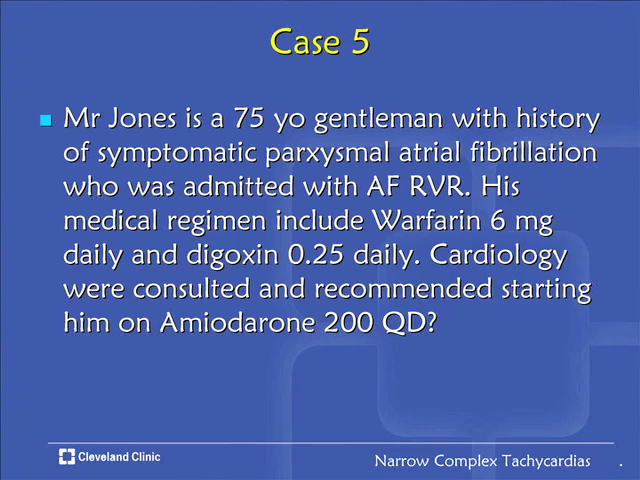 Case 5
Mr Jones is a 75 yo gentleman with history
of symptomatic parxysmal atrial fibrillation
who was admitted with AF RVR. His
medical regimen include Warfarin 6 mg
daily and digoxin 0.25 daily. Cardiology
were consulted and recommended starting
him on Amiodarone 200 QD?
Cleveland Clinic
Narrow Complex Tachycardias .